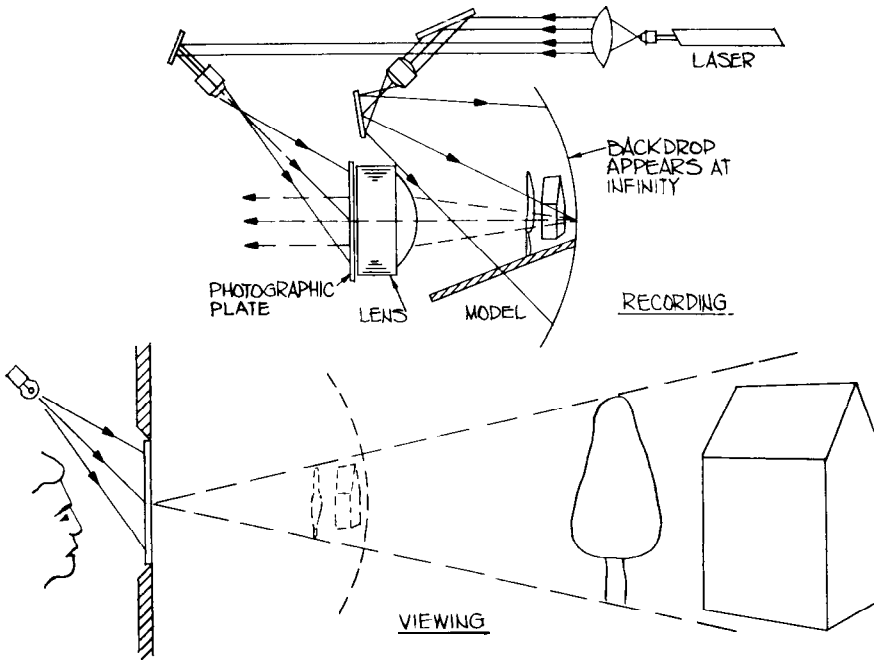 LASER
BACKDROP
APPEARS AT
INFINITY
PHOTOGRAPHIC
PLATE
LENS
MODEL
RECORDING
VIEWING